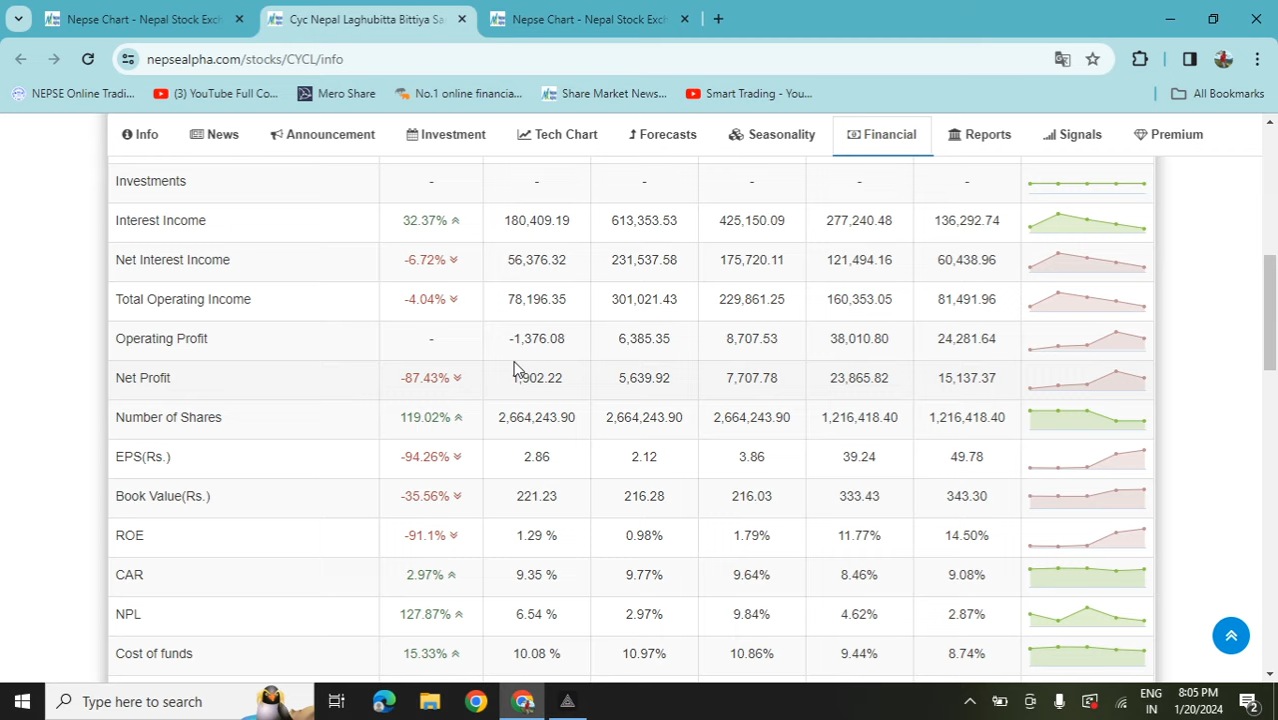 Nepse Chart - Nepal Stock Exch
Cyc Nepal Laghubitta Bittiya Sa
Nepse Chart - Nepal Stock Exch
nepsealpha.com/stocks/CYCL/info
NEPSE Online Tradi...
(3) YouTube Full Co...
Mero Share
No.1 online financia...
Share Market News...
Smart Trading - You...
All Bookmarks
Info News Announcement Investment Tech Chart Forecasts Seasonality Financial Reports Signals Premium
Investments - - - - - -
Interest Income 32.37% 180,409.19 613,353.53 425,150.09 277,240.48 136,292.74
Net Interest Income -6.72% 56,376.32 231,537.58 175,720.11 121,494.16 60,438.96
Total Operating Income -4.04% 78,196.35 301,021.43 229,861.25 160,353.05 81,491.96
Operating Profit - -1,376.08 6,385.35 8,707.53 38,010.80 24,281.64
Net Profit -87.43% 1,902.22 5,639.92 7,707.78 23,865.82 15,137.37
Number of Shares 119.02% 2,664,243.90 2,664,243.90 2,664,243.90 1,216,418.40 1,216,418.40
EPS(Rs.) -94.26% 2.86 2.12 3.86 39.24 49.78
Book Value(Rs.) -35.56% 221.23 216.28 216.03 333.43 343.30
ROE -91.1% 1.29 % 0.98% 1.79% 11.77% 14.50%
CAR 2.97% 9.35 % 9.77% 9.64% 8.46% 9.08%
NPL 127.87% 6.54 % 2.97% 9.84% 4.62% 2.87%
Cost of funds 15.33% 10.08 % 10.97% 10.86% 9.44% 8.74%
Type here to search
ENG
IN
8:05 PM
1/20/2024
2